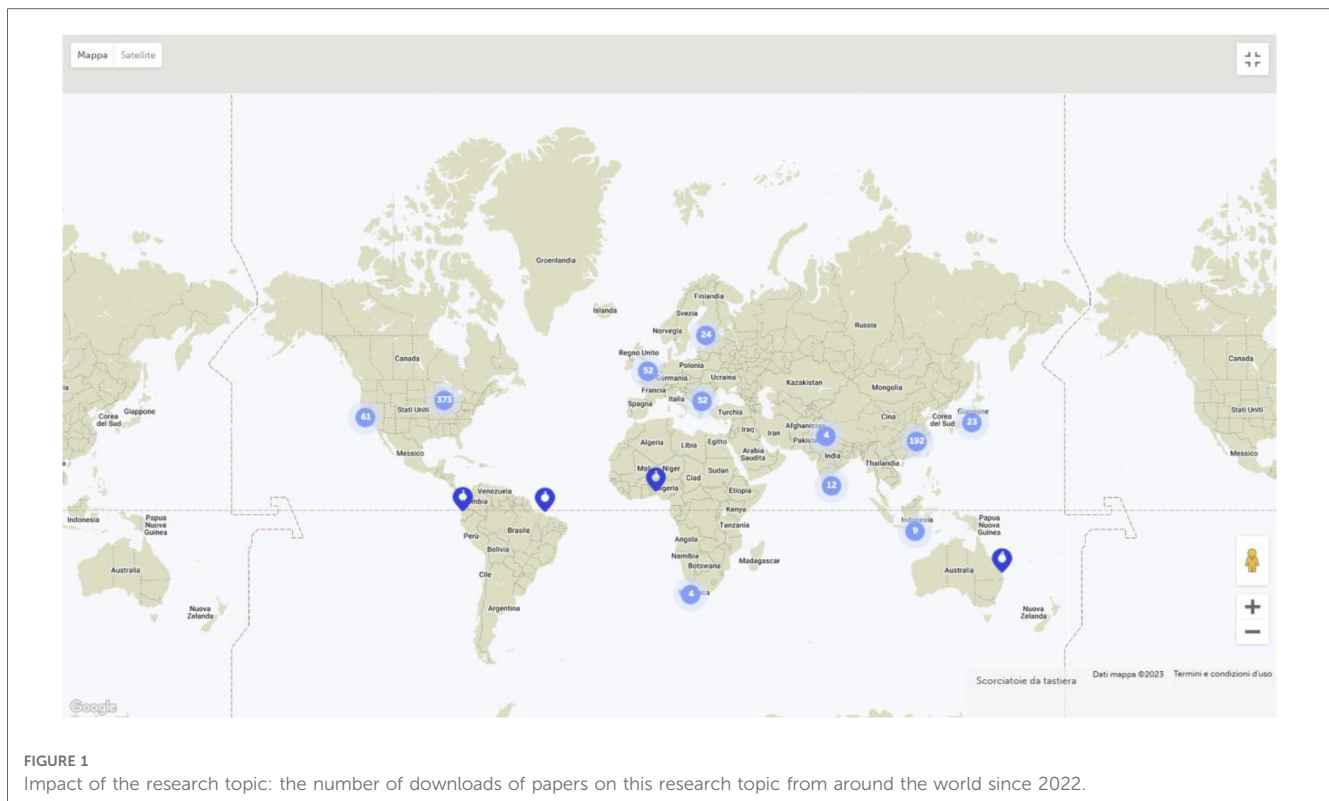 Mappa Satellite
Groenlandia
Islanda
Finlandia
Svezia
Norvegia
24
Russia
Regno Unito
52
Polonia
Germania
Ucraina
Francia
Kazakistan
Mongolia
Canada
Canada
373
Stati Uniti
61
Spagna
Italia
52
Turchia
Cina
Corea
del Sud
Giappone
23
Corea
del Sud
Giappone
Stati Uniti
Afghanistan
Pakistan
4
192
Iraq
Iran
Messico
Messico
Algeria
Libia
Egitto
Arabia
Saudita
India
Thailandia
Mali
Niger
Ciad
Sudan
Nigeria
Etiopia
12
Venezuela
Kenya
Tanzania
Indonesia
Papua
Nuova
Guinea
Perù
Brasile
Bolivia
Angola
Namibia
Botswana
Madagascar
Indonesia
9
Papua
Nuova
Guinea
Australia
Australia
Cile
Argentina
4
Nuova
Zelanda
Nuova
Zelanda
+
−
Scorciatoie da tastiera
Dati mappa ©2023
Termini e condizioni d'uso
Google
FIGURE 1
Impact of the research topic: the number of downloads of papers on this research topic from around the world since 2022.